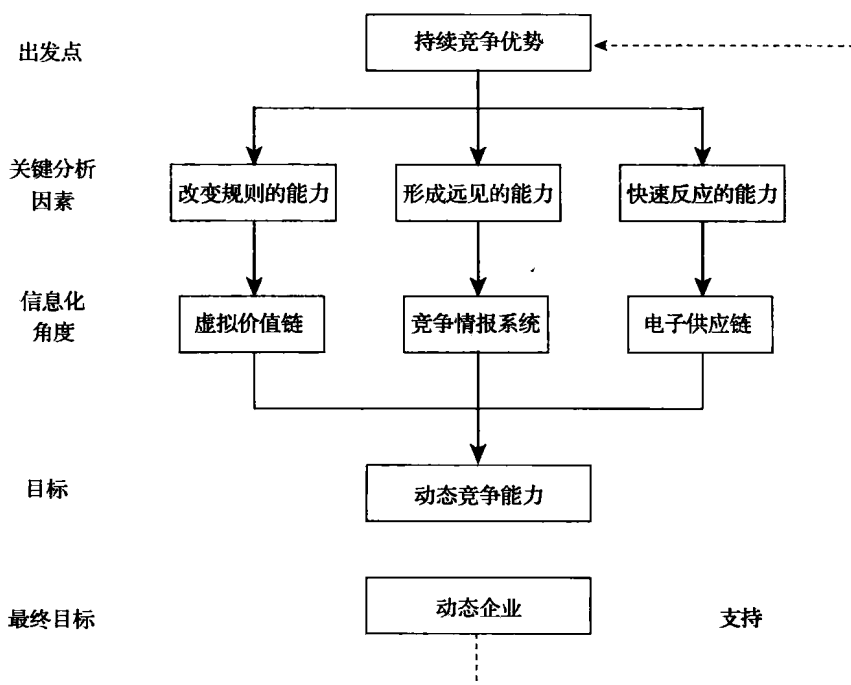 出发点
持续竞争优势
关键分析
因素
改变规则的能力
形成远见的能力
快速反应的能力
信息化
角度
虚拟价值链
竞争情报系统
电子供应链
目标
动态竞争能力
最终目标
动态企业
支持